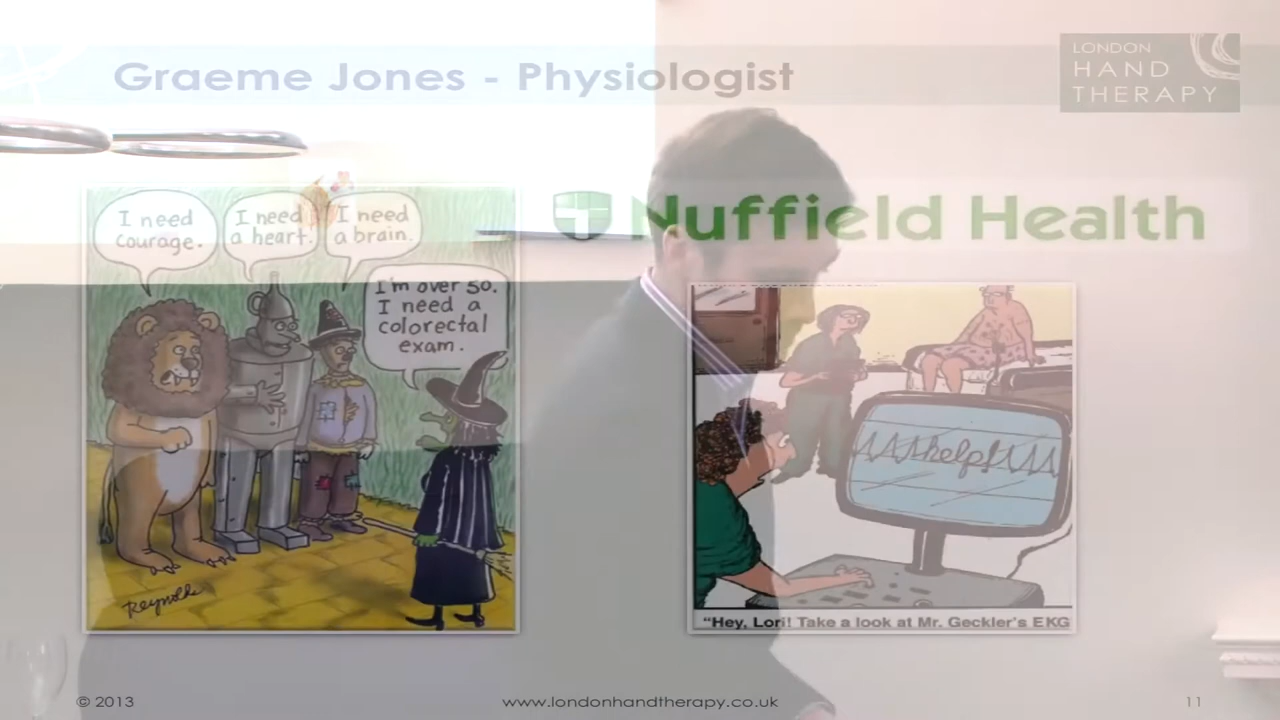 Graeme Jones - Physiologist
LONDON
HAND
THERAPY
Nuffield Health
I need
courage.
I need
a heart.
I need
a brain.
I'm over 50.
I need a
colorectal
exam.
Reynolds
help!
"Hey, Lori! Take a look at Mr. Geckler's EKG
© 2013
www.londonhandtherapy.co.uk
11